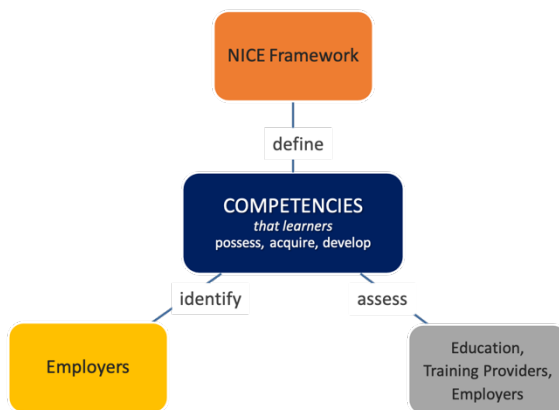 NICE Framework
define
COMPETENCIES
that learners
possess, acquire, develop
identify
assess
Employers
Education,
Training Providers,
Employers